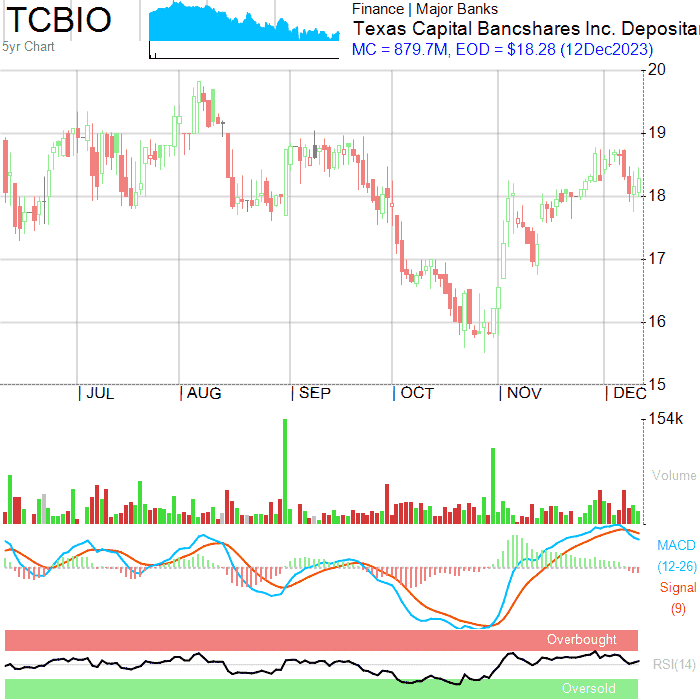 TCBIO
5yr Chart
Finance | Major Banks
Texas Capital Bancshares Inc. Depositar
MC = 879.7M, EOD = $18.28 (12Dec2023)
20
19
18
17
16
15
| JUL | AUG | SEP | OCT | NOV | DEC
154k
Volume
MACD
(12-26)
Signal
(9)
Overbought
RSI(14)
Oversold